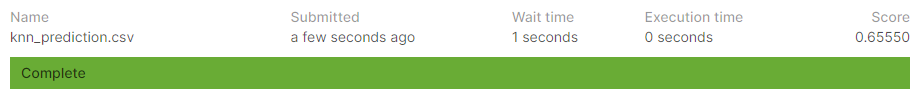 Name Submitted Wait time Execution time Score
knn_prediction.csv a few seconds ago 1 seconds 0 seconds 0.65550
Complete